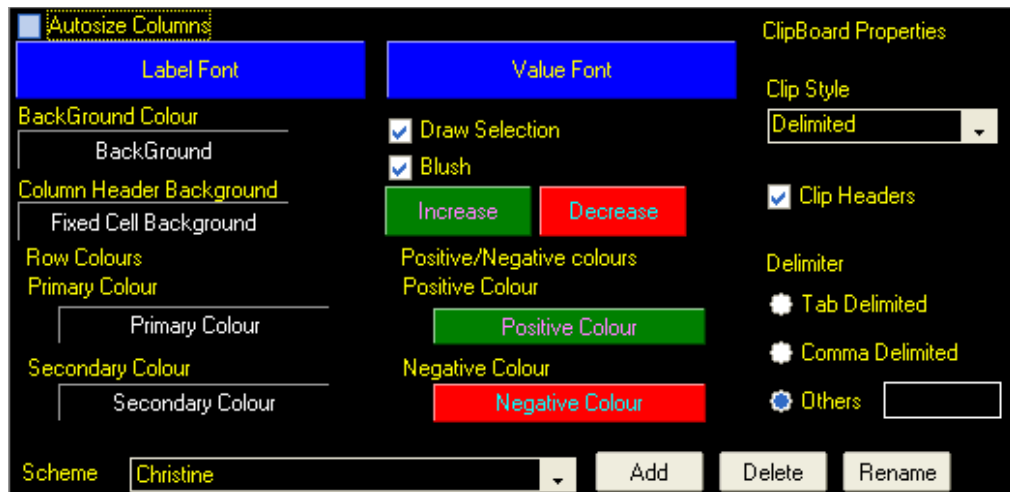 Autosize Columns
Label Font
BackGround Colour
BackGround
Column Header Background
Fixed Cell Background
Row Colours
Primary Colour
Primary Colour
Secondary Colour
Secondary Colour
Value Font
Draw Selection
Blush
Increase Decrease
Positive/Negative colours
Positive Colour
Positive Colour
Negative Colour
Negative Colour
ClipBoard Properties
Clip Style
Delimited
Clip Headers
Delimiter
Tab Delimited
Comma Delimited
Others
Scheme Christine Add Delete Rename